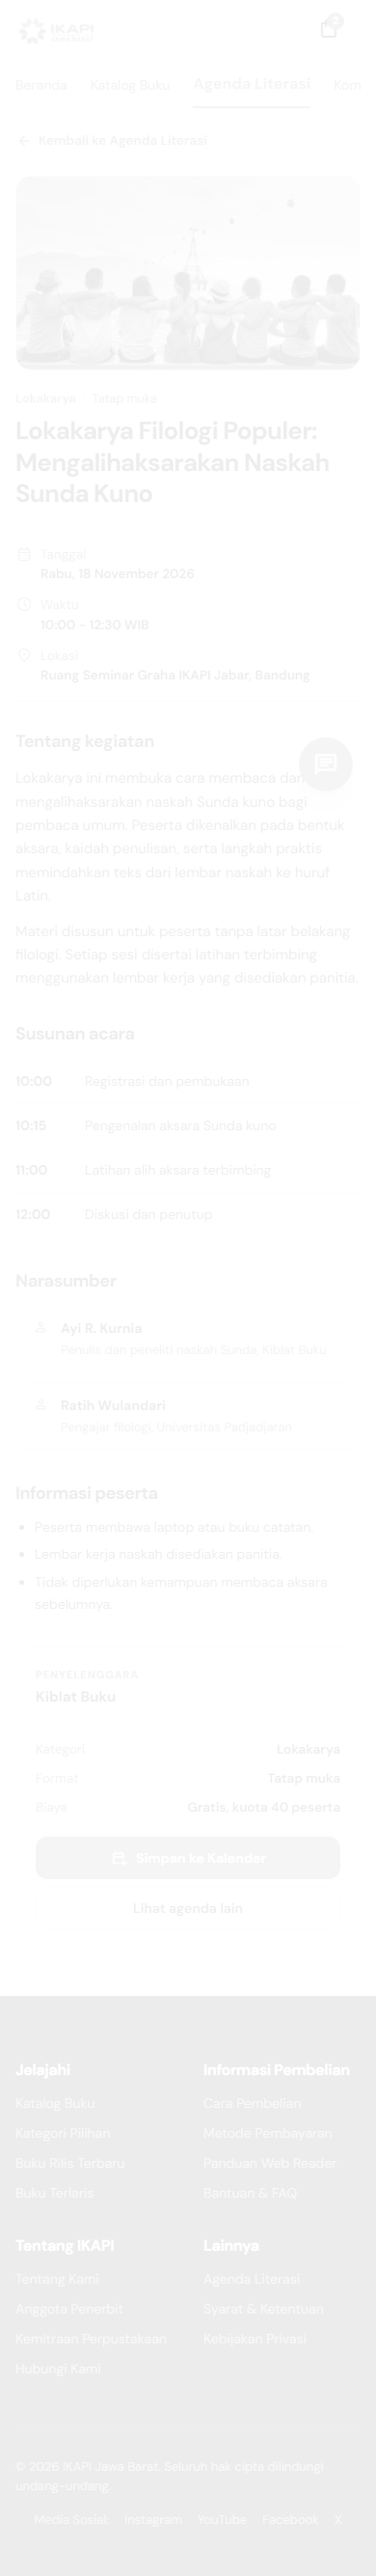 IKAPI
JAWA BARAT
2
Beranda Katalog Buku Agenda Literasi Kom
← Kembali ke Agenda Literasi
Lokakarya Tatap muka
Lokakarya Filologi Populer:
Mengalihaksarakan Naskah
Sunda Kuno
Tanggal
Rabu, 18 November 2026
Waktu
10:00 - 12:30 WIB
Lokasi
Ruang Seminar Graha IKAPI Jabar, Bandung
Tentang kegiatan
Lokakarya ini membuka cara membaca dan
mengalihaksarakan naskah Sunda kuno bagi
pembaca umum. Peserta dikenalkan pada bentuk
aksara, kaidah penulisan, serta langkah praktis
memindahkan teks dari lembar naskah ke huruf
Latin.
Materi disusun untuk peserta tanpa latar belakang
filologi. Setiap sesi disertai latihan terbimbing
menggunakan lembar kerja yang disediakan panitia.
Susunan acara
10:00 Registrasi dan pembukaan
10:15 Pengenalan aksara Sunda kuno
11:00 Latihan alih aksara terbimbing
12:00 Diskusi dan penutup
Narasumber
Ayi R. Kurnia
Penulis dan peneliti naskah Sunda, Kiblat Buku
Ratih Wulandari
Pengajar filologi, Universitas Padjadjaran
Informasi peserta
• Peserta membawa laptop atau buku catatan.
• Lembar kerja naskah disediakan panitia.
• Tidak diperlukan kemampuan membaca aksara
sebelumnya.
PENYELENGGARA
Kiblat Buku
Kategori Lokakarya
Format Tatap muka
Biaya Gratis, kuota 40 peserta
Simpan ke Kalender
Lihat agenda lain
Jelajahi Informasi Pembelian
Katalog Buku Cara Pembelian
Kategori Pilihan Metode Pembayaran
Buku Rilis Terbaru Panduan Web Reader
Buku Terlaris Bantuan & FAQ
Tentang IKAPI Lainnya
Tentang Kami Agenda Literasi
Anggota Penerbit Syarat & Ketentuan
Kemitraan Perpustakaan Kebijakan Privasi
Hubungi Kami
© 2026 IKAPI Jawa Barat. Seluruh hak cipta dilindungi
undang-undang.
Media Sosial: Instagram YouTube Facebook X